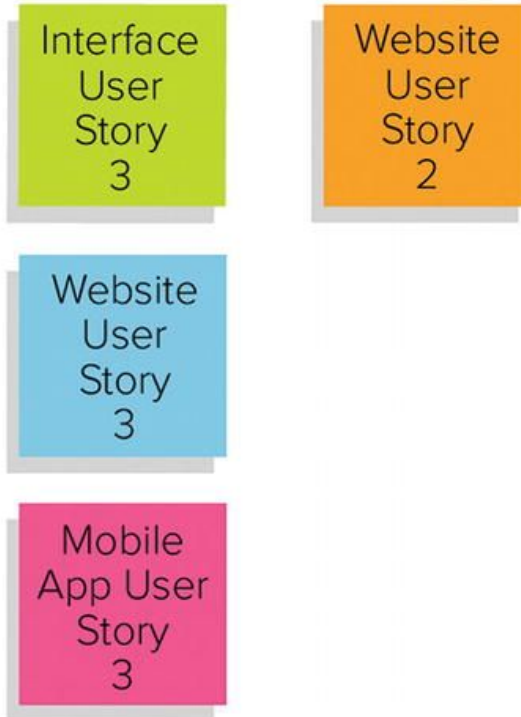 Interface
User
Story
3
Website
User
Story
2
Website
User
Story
3
Mobile
App User
Story
3